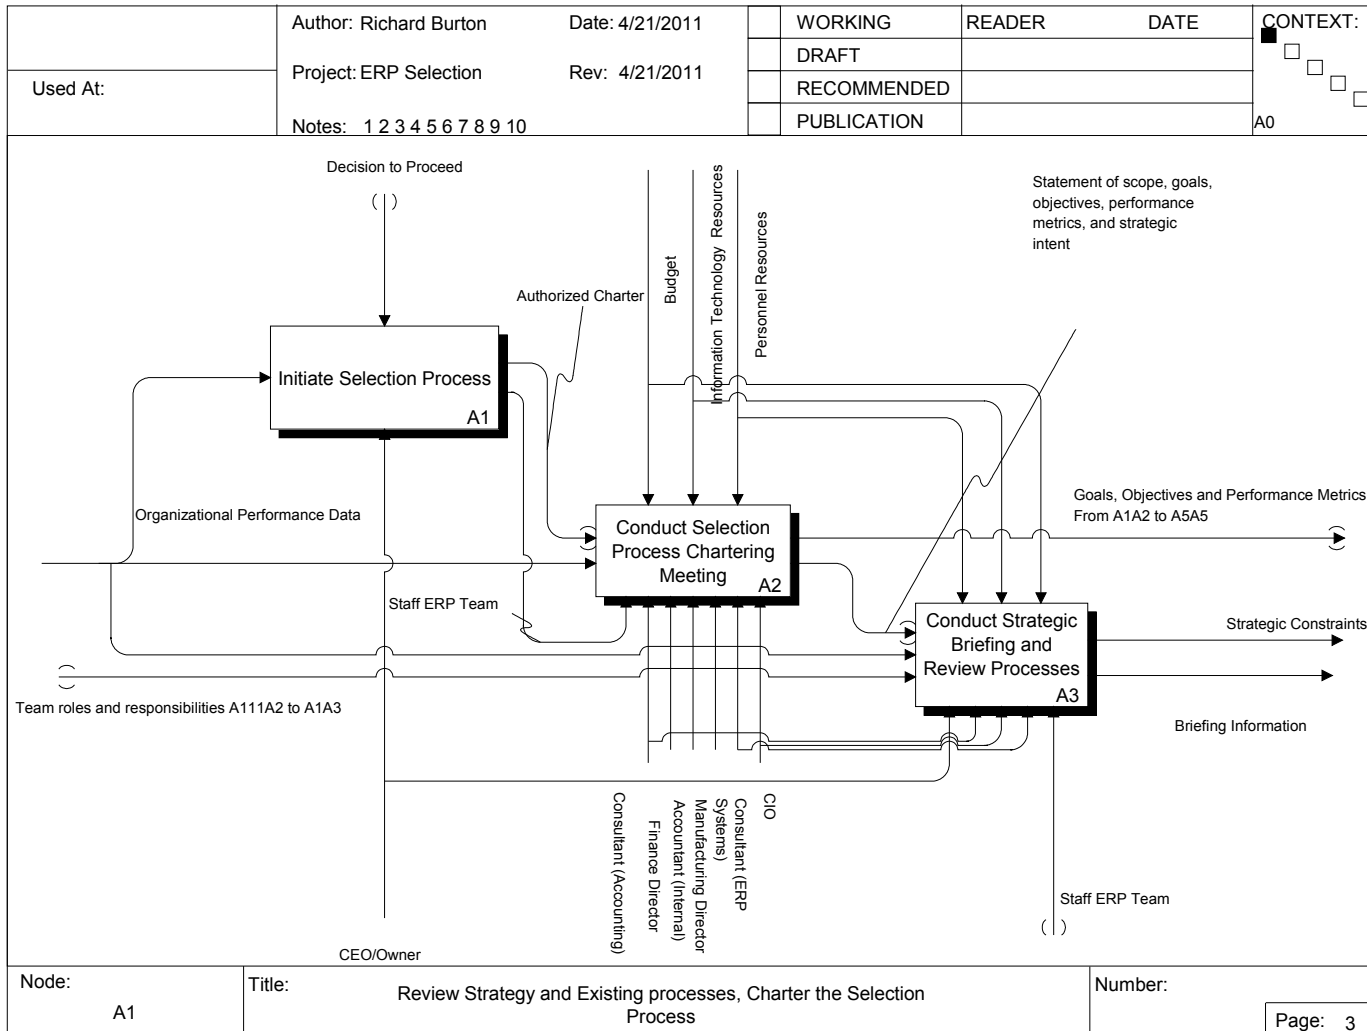 Used At:
Author: Richard Burton
Date: 4/21/2011
Project: ERP Selection
Rev: 4/21/2011
Notes: 1 2 3 4 5 6 7 8 9 10
WORKING
DRAFT
RECOMMENDED
PUBLICATION
READER
DATE
CONTEXT:
A0
Decision to Proceed
Statement of scope, goals,
objectives, performance
metrics, and strategic
intent
Authorized Charter
Budget
Information Technology Resources
Personnel Resources
Initiate Selection Process
A1
Organizational Performance Data
Goals, Objectives and Performance Metrics
From A1A2 to A5A5
Conduct Selection
Process Chartering
Meeting
A2
Staff ERP Team
Conduct Strategic
Briefing and
Review Processes
A3
Strategic Constraints
Team roles and responsibilities A111A2 to A1A3
Briefing Information
Consultant (Accounting)
Finance Director
Accountant (Internal)
Manufacturing Director
Consultant (ERP
Systems)
CIO
Staff ERP Team
CEO/Owner
Node:
A1
Title:
Review Strategy and Existing processes, Charter the Selection
Process
Number:
Page: 3